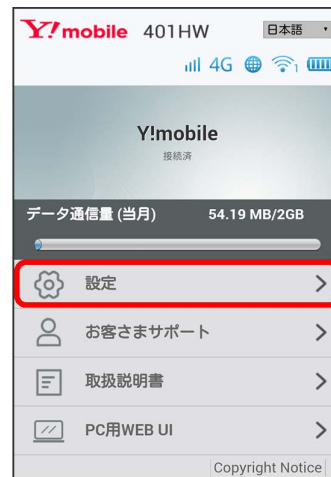 Y!mobile 401HW 日本語
4G 1
Y!mobile
接続済
データ通信量 (当月) 54.19 MB/2GB
設定
お客さまサポート
取扱説明書
PC用WEB UI
Copyright Notice